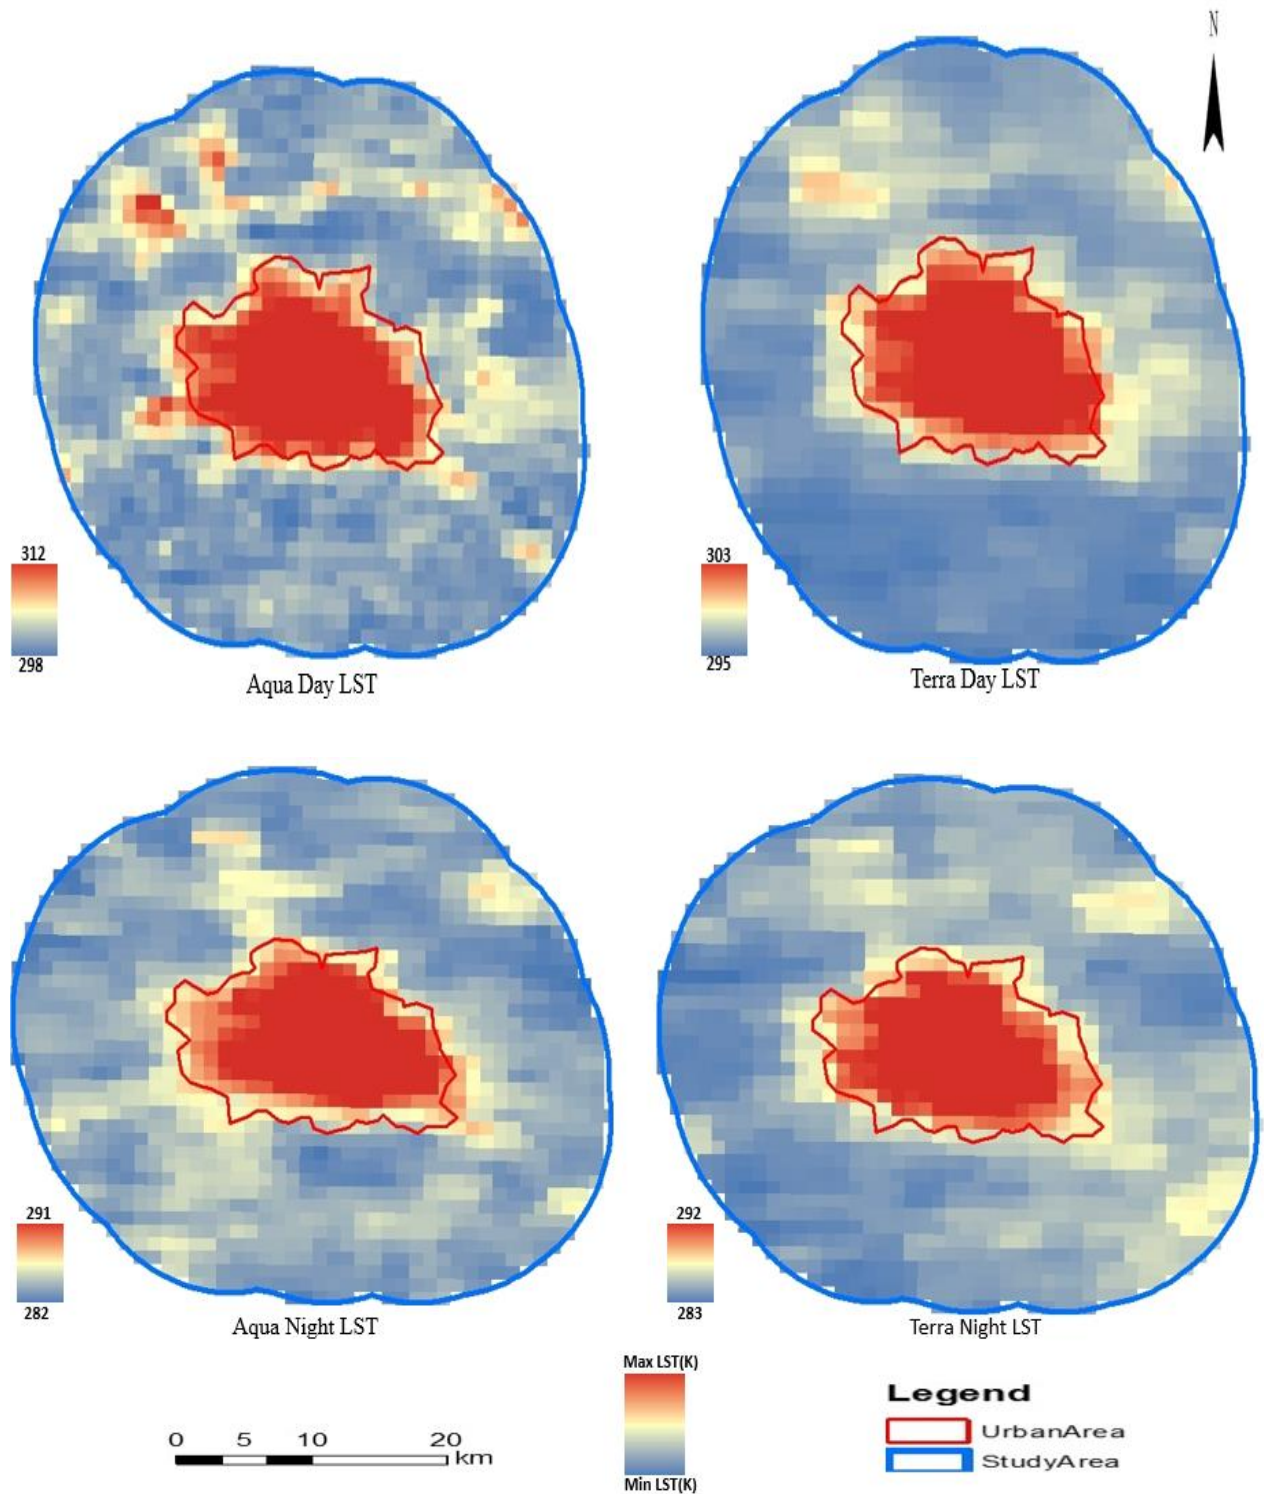 N
312
298
Aqua Day LST
303
295
Terra Day LST
291
282
Aqua Night LST
292
283
Terra Night LST
Max LST(K)
Min LST(K)
0 5 10 20
km
Legend
UrbanArea
StudyArea